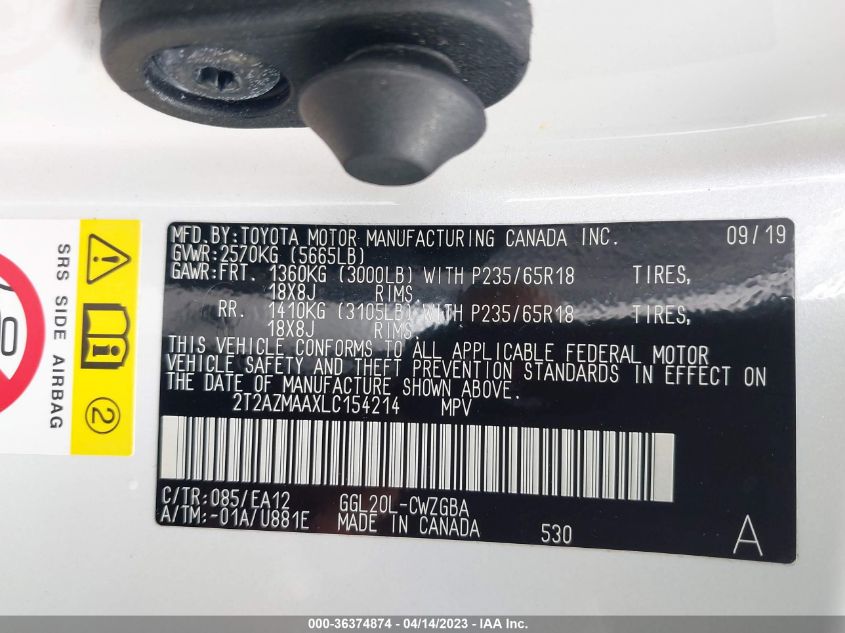 MFD.BY:TOYOTA MOTOR MANUFACTURING CANADA INC. 09/19
GVWR:2570KG (5665LB)
GAWR:FRT. 1360KG (3000LB) WITH P235/65R18 TIRES,
18X8J RIMS.
RR. 1410KG (3105LB) WITH P235/65R18 TIRES,
18X8J RIMS.
THIS VEHICLE CONFORMS TO ALL APPLICABLE FEDERAL MOTOR
VEHICLE SAFETY AND THEFT PREVENTION STANDARDS IN EFFECT ON
THE DATE OF MANUFACTURE SHOWN ABOVE.
2T2AZMAAXLC154214 MPV
C/TR:085/EA12 GGL20L-CWZGBA
A/TM:-01A/U881E MADE IN CANADA 530 A
SRS SIDE AIRBAG
2
000-36374874 / 04/14/2023 - IAA Inc.